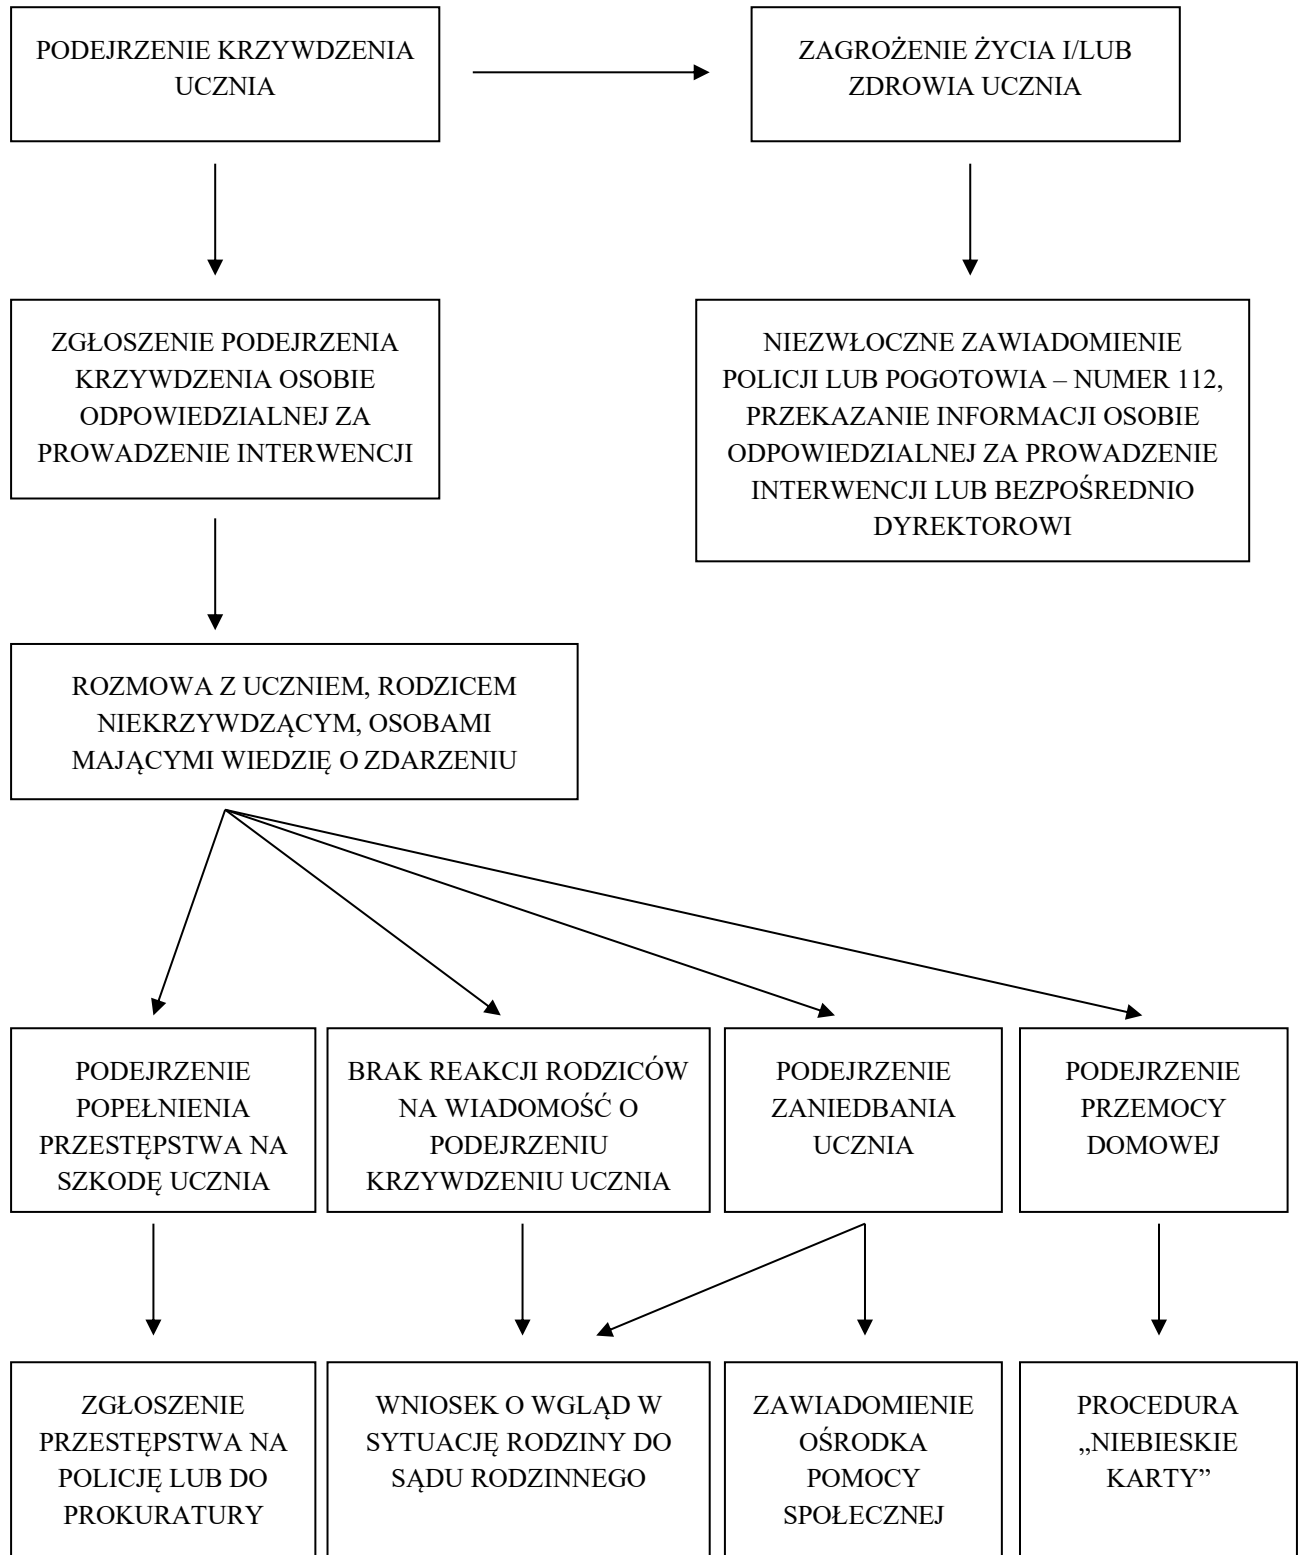 PODEJRZENIE KRZYWDZENIA
UCZNIA
ZAGROŻENIE ŻYCIA I/LUB
ZDROWIA UCZNIA
ZGŁOSZENIE PODEJRZENIA
KRZYWDZENIA OSOBIE
ODPOWIEDZIALNEJ ZA
PROWADZENIE INTERWENCJI
NIEZWŁOCZNE ZAWIADOMIENIE
POLICJI LUB POGOTOWIA – NUMER 112,
PRZEKAZANIE INFORMACJI OSOBIE
ODPOWIEDZIALNEJ ZA PROWADZENIE
INTERWENCJI LUB BEZPOŚREDNIO
DYREKTOROWI
ROZMOWA Z UCZNIEM, RODZICEM
NIEKRZYWDZĄCYM, OSOBAMI
MAJĄCYMI WIEDZIĘ O ZDARZENIU
PODEJRZENIE
POPEŁNIENIA
PRZESTĘPSTWA NA
SZKODĘ UCZNIA
BRAK REAKCJI RODZICÓW
NA WIADOMOŚĆ O
PODEJRZENIU
KRZYWDZENIU UCZNIA
PODEJRZENIE
ZANIEDBANIA
UCZNIA
PODEJRZENIE
PRZEMOCY
DOMOWEJ
ZGŁOSZENIE
PRZESTĘPSTWA NA
POLICJĘ LUB DO
PROKURATURY
WNIOSEK O WGLĄD W
SYTUACJĘ RODZINY DO
SĄDU RODZINNEGO
ZAWIADOMIENIE
OŚRODKA
POMOCY
SPOŁECZNEJ
PROCEDURA
„NIEBIESKIE
KARTY”